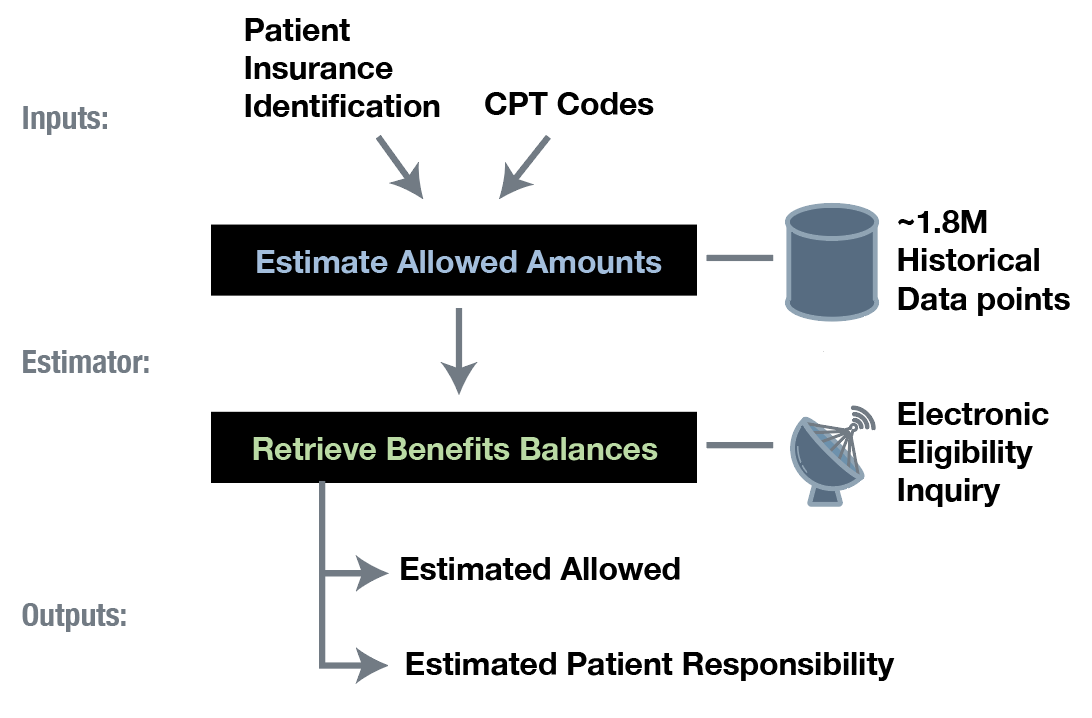 Inputs:
Patient
Insurance
Identification
CPT Codes
Estimate Allowed Amounts
~1.8M
Historical
Data points
Estimator:
Retrieve Benefits Balances
Electronic
Eligibility
Inquiry
Outputs:
Estimated Allowed
Estimated Patient Responsibility